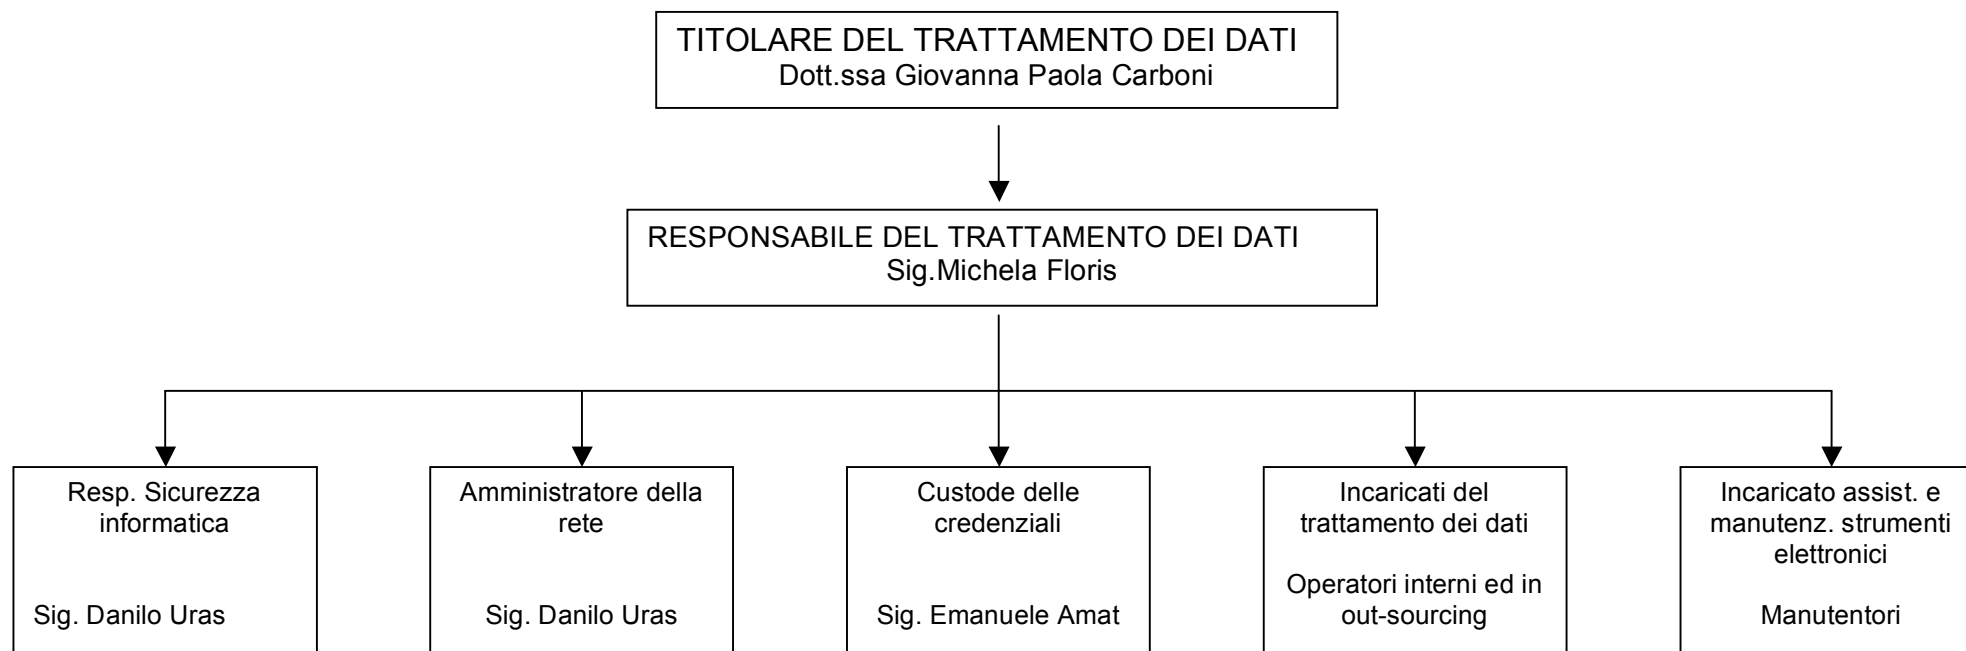 TITOLARE DEL TRATTAMENTO DEI DATI
Dott.ssa Giovanna Paola Carboni
RESPONSABILE DEL TRATTAMENTO DEI DATI
Sig.Michela Floris
Resp. Sicurezza
informatica
Sig. Danilo Uras
Amministratore della
rete
Sig. Danilo Uras
Custode delle
credenziali
Sig. Emanuele Amat
Incaricati del
trattamento dei dati
Operatori interni ed in
out-sourcing
Incaricato assist. e
manutenz. strumenti
elettronici
Manutentori